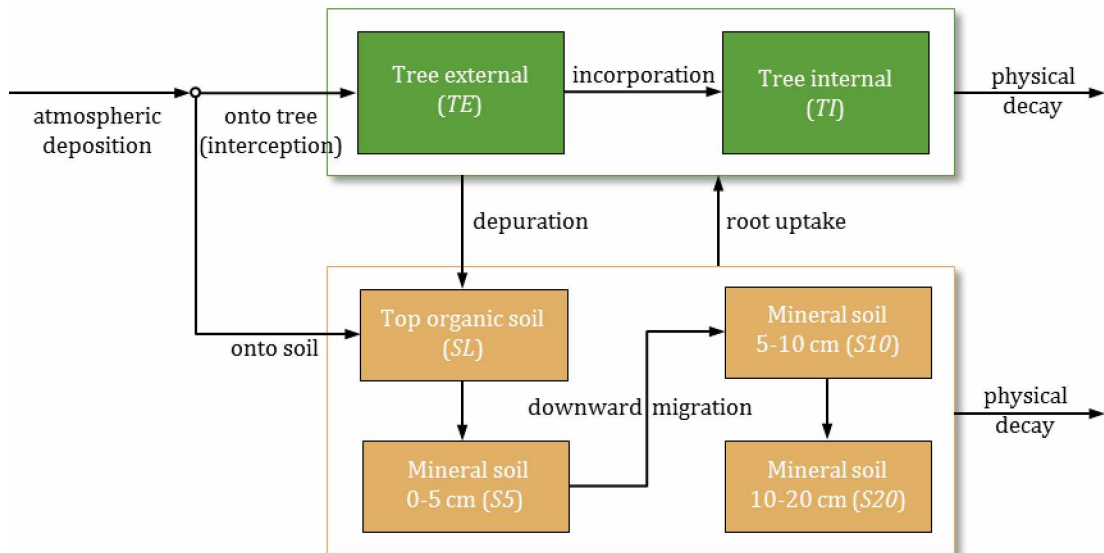 Tree external
(TE)
incorporation
Tree internal
(TI)
physical
decay
atmospheric
deposition
onto tree
(interception)
depuration
root uptake
Top organic soil
(SL)
onto soil
Mineral soil
5-10 cm (S10)
downward migration
physical
decay
Mineral soil
0-5 cm (S5)
Mineral soil
10-20 cm (S20)